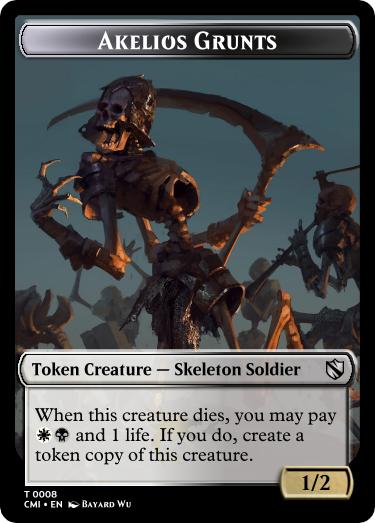 Akelios Grunts
Token Creature — Skeleton Soldier
When this creature dies, you may pay
and 1 life. If you do, create a
token copy of this creature.
1/2
T 0008
CMI • EN Bayard Wu